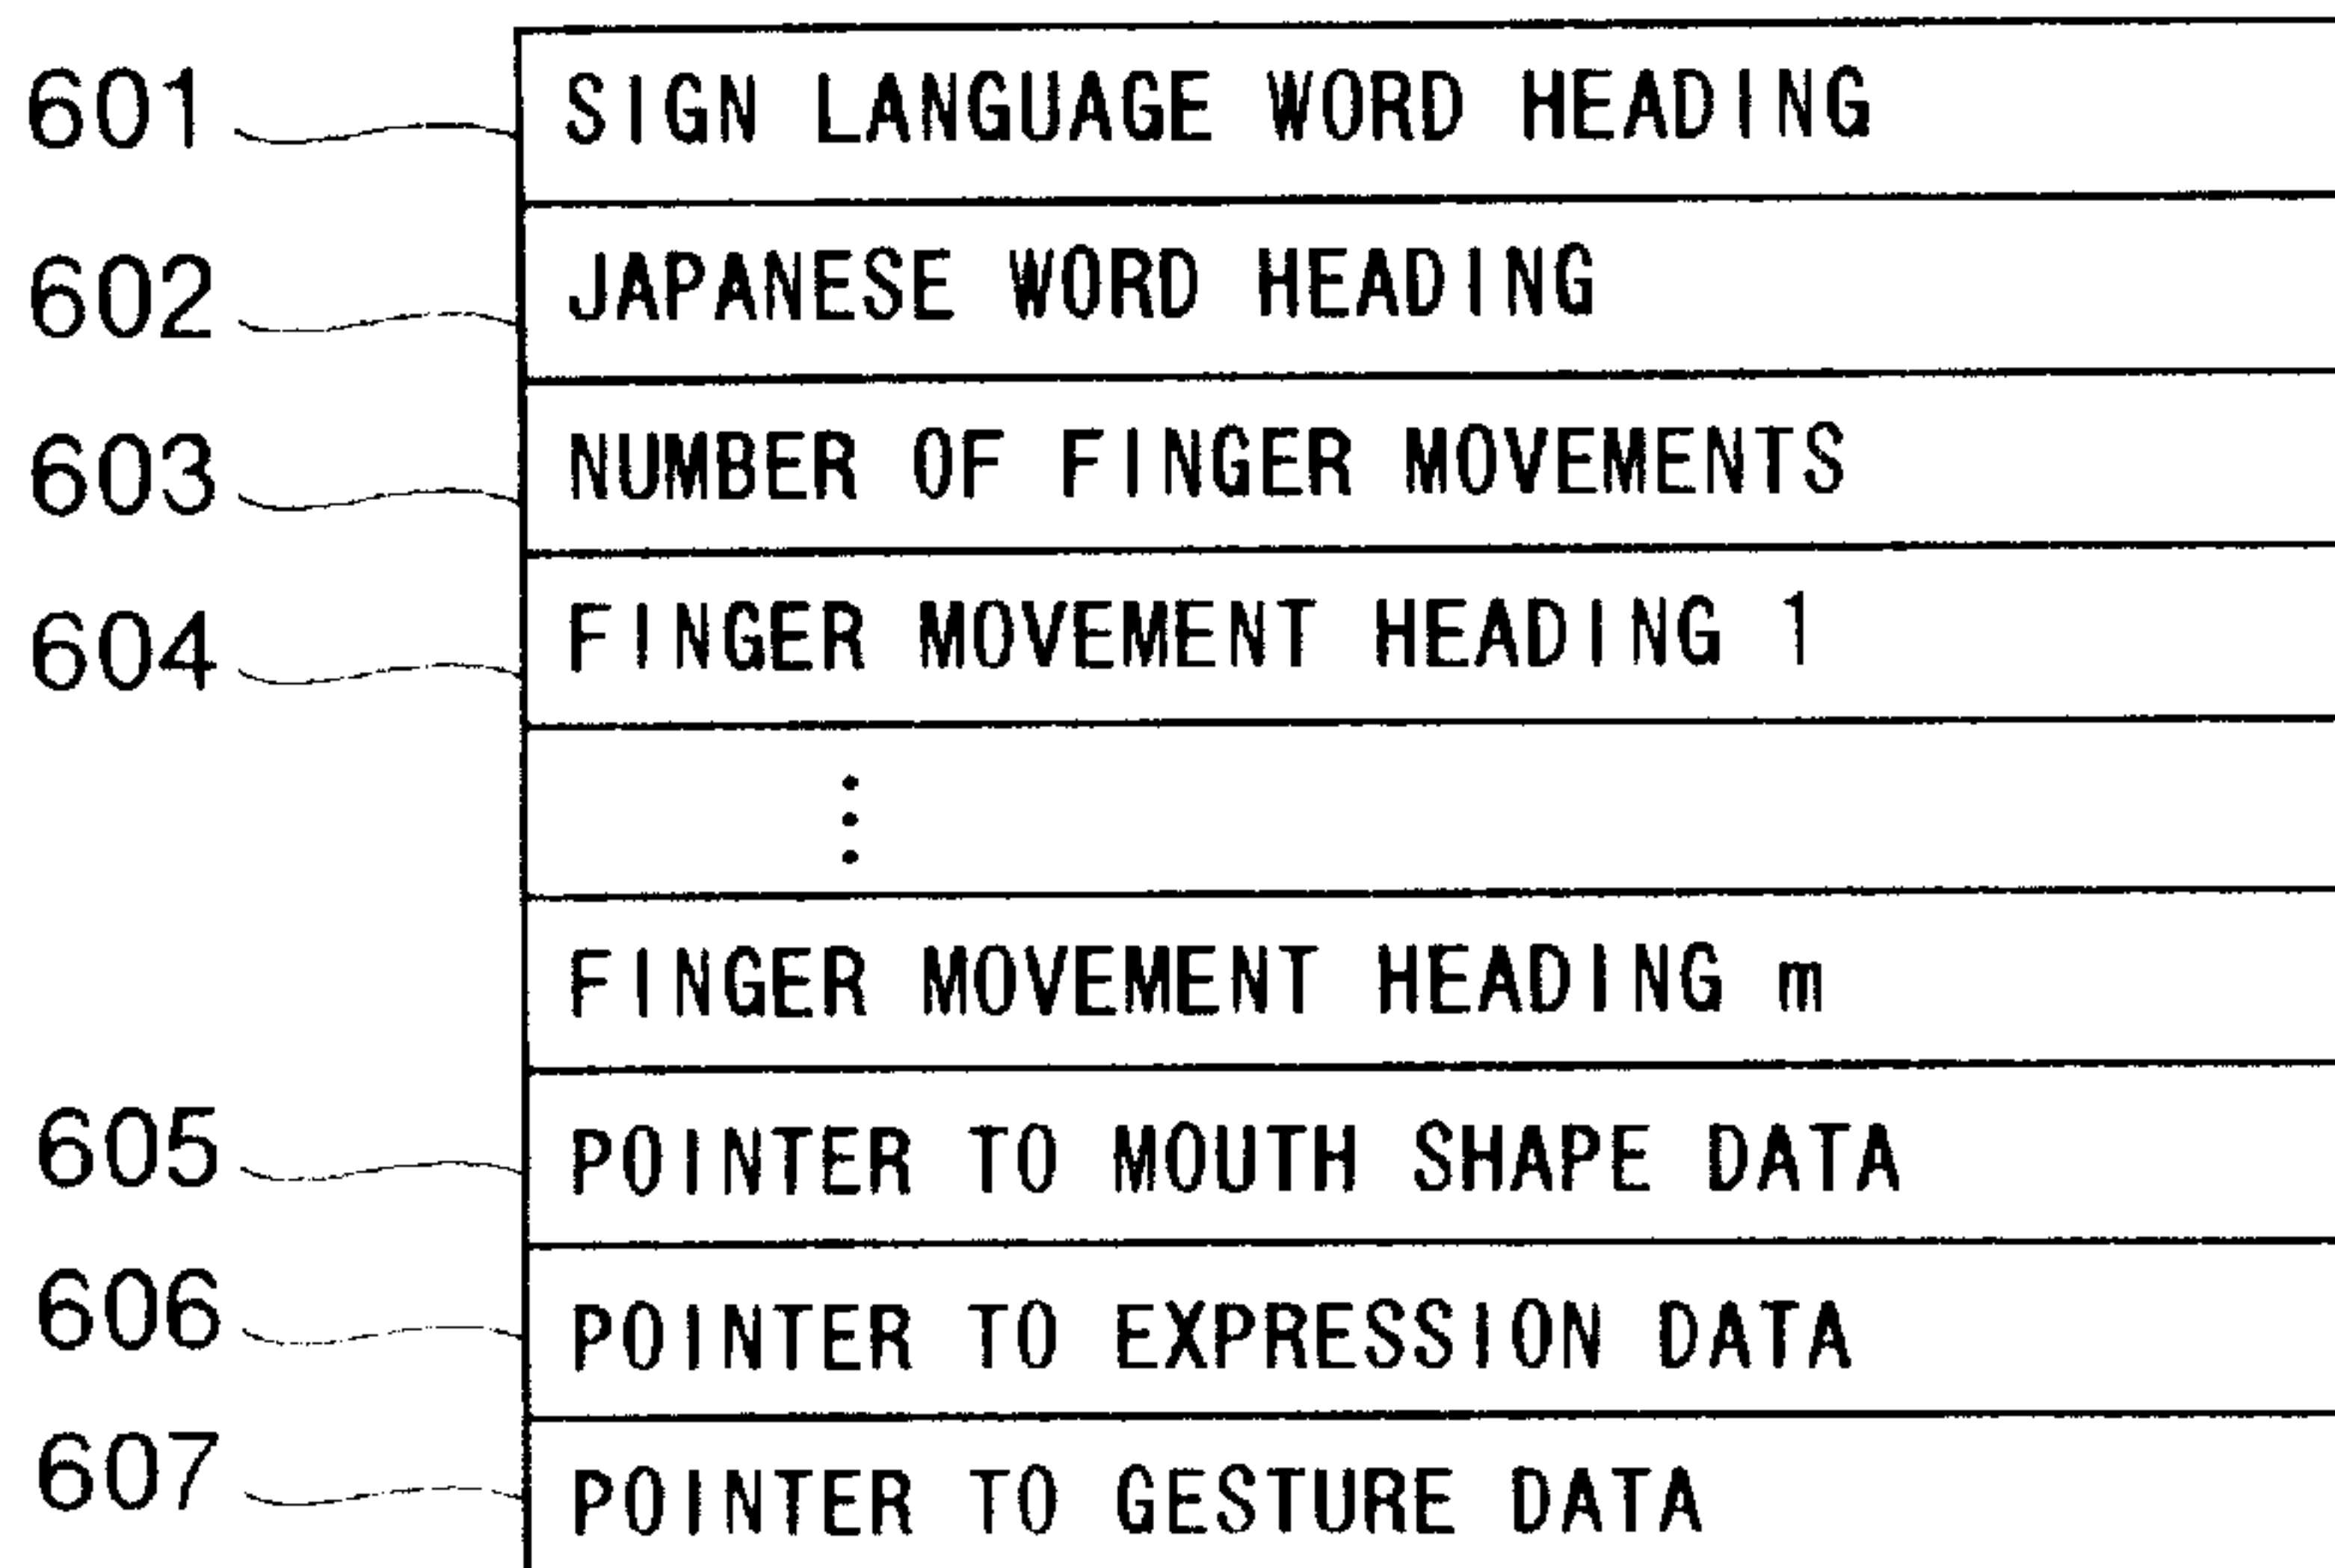 601 SIGN LANGUAGE WORD HEADING
602 JAPANESE WORD HEADING
603 NUMBER OF FINGER MOVEMENTS
604 FINGER MOVEMENT HEADING 1
⋮
FINGER MOVEMENT HEADING m
605 POINTER TO MOUTH SHAPE DATA
606 POINTER TO EXPRESSION DATA
607 POINTER TO GESTURE DATA